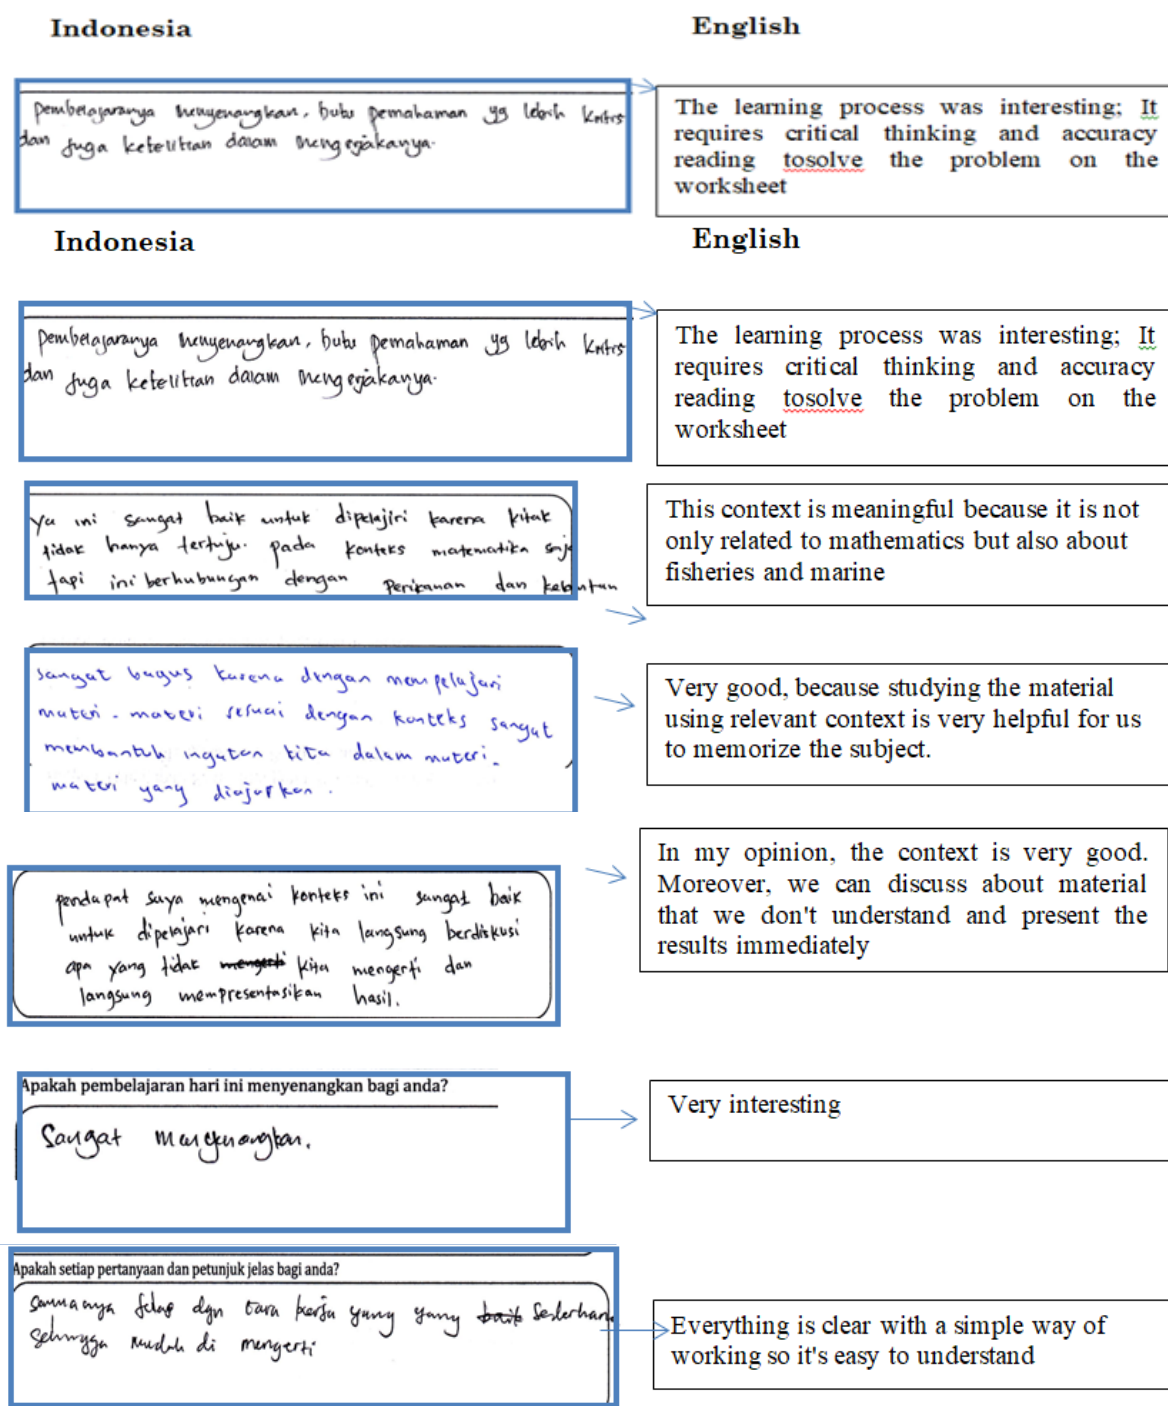 Indonesia English
Pembelajaranya menyenangkan, butu pemahaman yg lebih kritis
dan juga ketelitian dalam mengerjakanya.
The learning process was interesting; It
requires critical thinking and accuracy
reading tosolve the problem on the
worksheet
Indonesia English
Pembelajaranya menyenangkan, butu pemahaman yg lebih kritis
dan juga ketelitian dalam mengerjakanya.
The learning process was interesting; It
requires critical thinking and accuracy
reading tosolve the problem on the
worksheet
Ya ini sangat baik untuk dipelajiri karena kitak
tidak hanya tertuju. pada konteks matematika saja
tapi ini berhubungan dengan Perikanan dan kelautan
This context is meaningful because it is not
only related to mathematics but also about
fisheries and marine
Sangat bagus karena dengan mempelajari
materi - materi sesuai dengan konteks sangat
membantuh ingatan kita dalam materi-
materi yang diajarkan.
Very good, because studying the material
using relevant context is very helpful for us
to memorize the subject.
pendapat saya mengenai konteks ini sangat baik
untuk dipelajari karena kita langsung berdiskusi
apa yang tidak mengerti kita mengerti dan
langsung mempresentasikan hasil.
In my opinion, the context is very good.
Moreover, we can discuss about material
that we don't understand and present the
results immediately
Apakah pembelajaran hari ini menyenangkan bagi anda?
Sangat menyenangkan.
Very interesting
Apakah setiap pertanyaan dan petunjuk jelas bagi anda?
Semuanya jelas dgn cara kerja yang yang baik Sederhana
Sehingga mudah di mengerti
Everything is clear with a simple way of
working so it's easy to understand